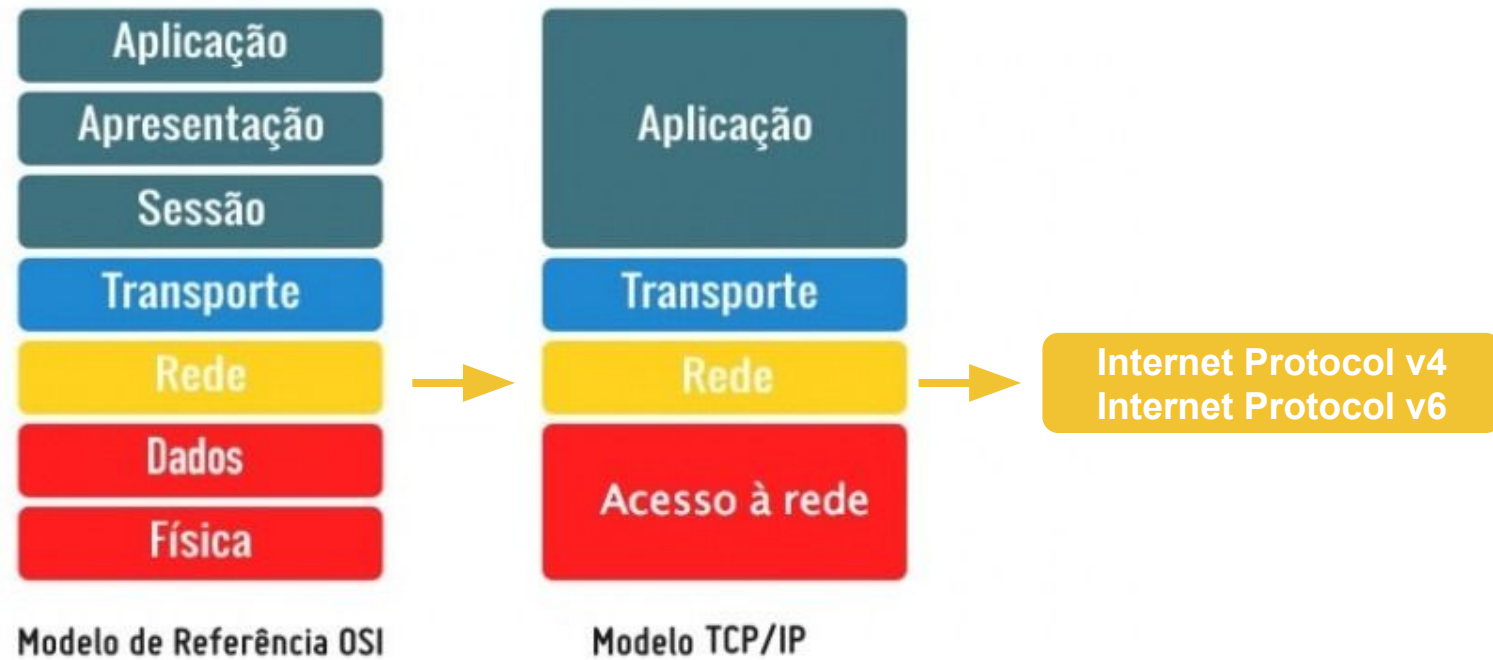 Aplicação
Apresentação
Sessão
Transporte
Rede
Dados
Física
Modelo de Referência OSI
Aplicação
Transporte
Rede
Acesso à rede
Modelo TCP/IP
Internet Protocol v4
Internet Protocol v6